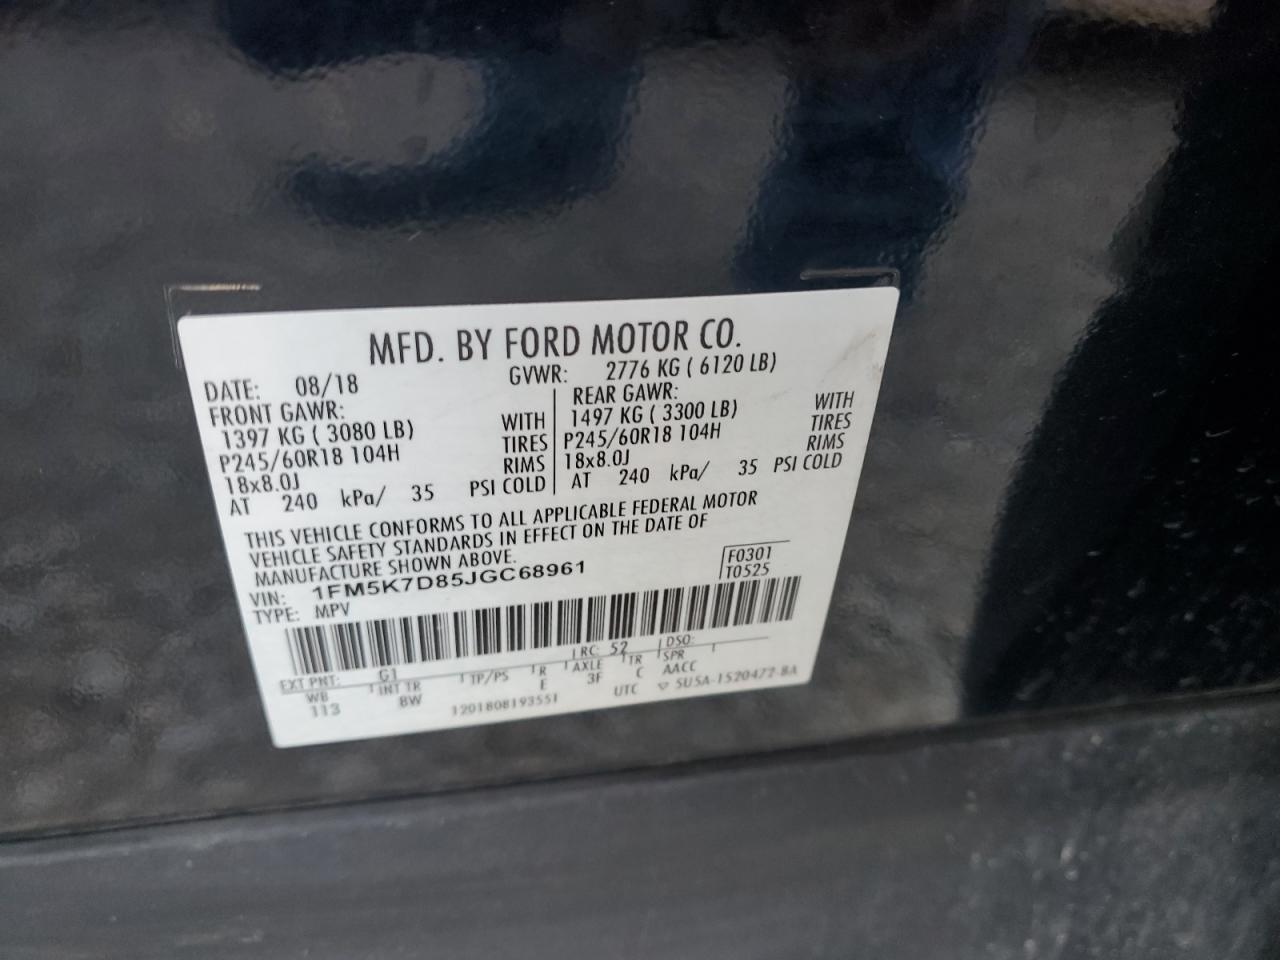 MFD. BY FORD MOTOR CO.
DATE: 08/18 GVWR: 2776 KG ( 6120 LB)
FRONT GAWR:
1397 KG ( 3080 LB) WITH
P245/60R18 104H TIRES
18x8.0J RIMS
AT 240 kPa/ 35 PSI COLD
REAR GAWR:
1497 KG ( 3300 LB) WITH
P245/60R18 104H TIRES
18x8.0J RIMS
AT 240 kPa/ 35 PSI COLD
THIS VEHICLE CONFORMS TO ALL APPLICABLE FEDERAL MOTOR
VEHICLE SAFETY STANDARDS IN EFFECT ON THE DATE OF
MANUFACTURE SHOWN ABOVE.
VIN: 1FM5K7D85JGC68961
TYPE: MPV
F0301
T0525
EXT PNT: G1 RC: 52 DSO:
WB INT TR TP/PS R AXLE TR SPR
113 BW E 3F C AACC
1201808193551 UTC ▽ 5U5A-1520472-BA